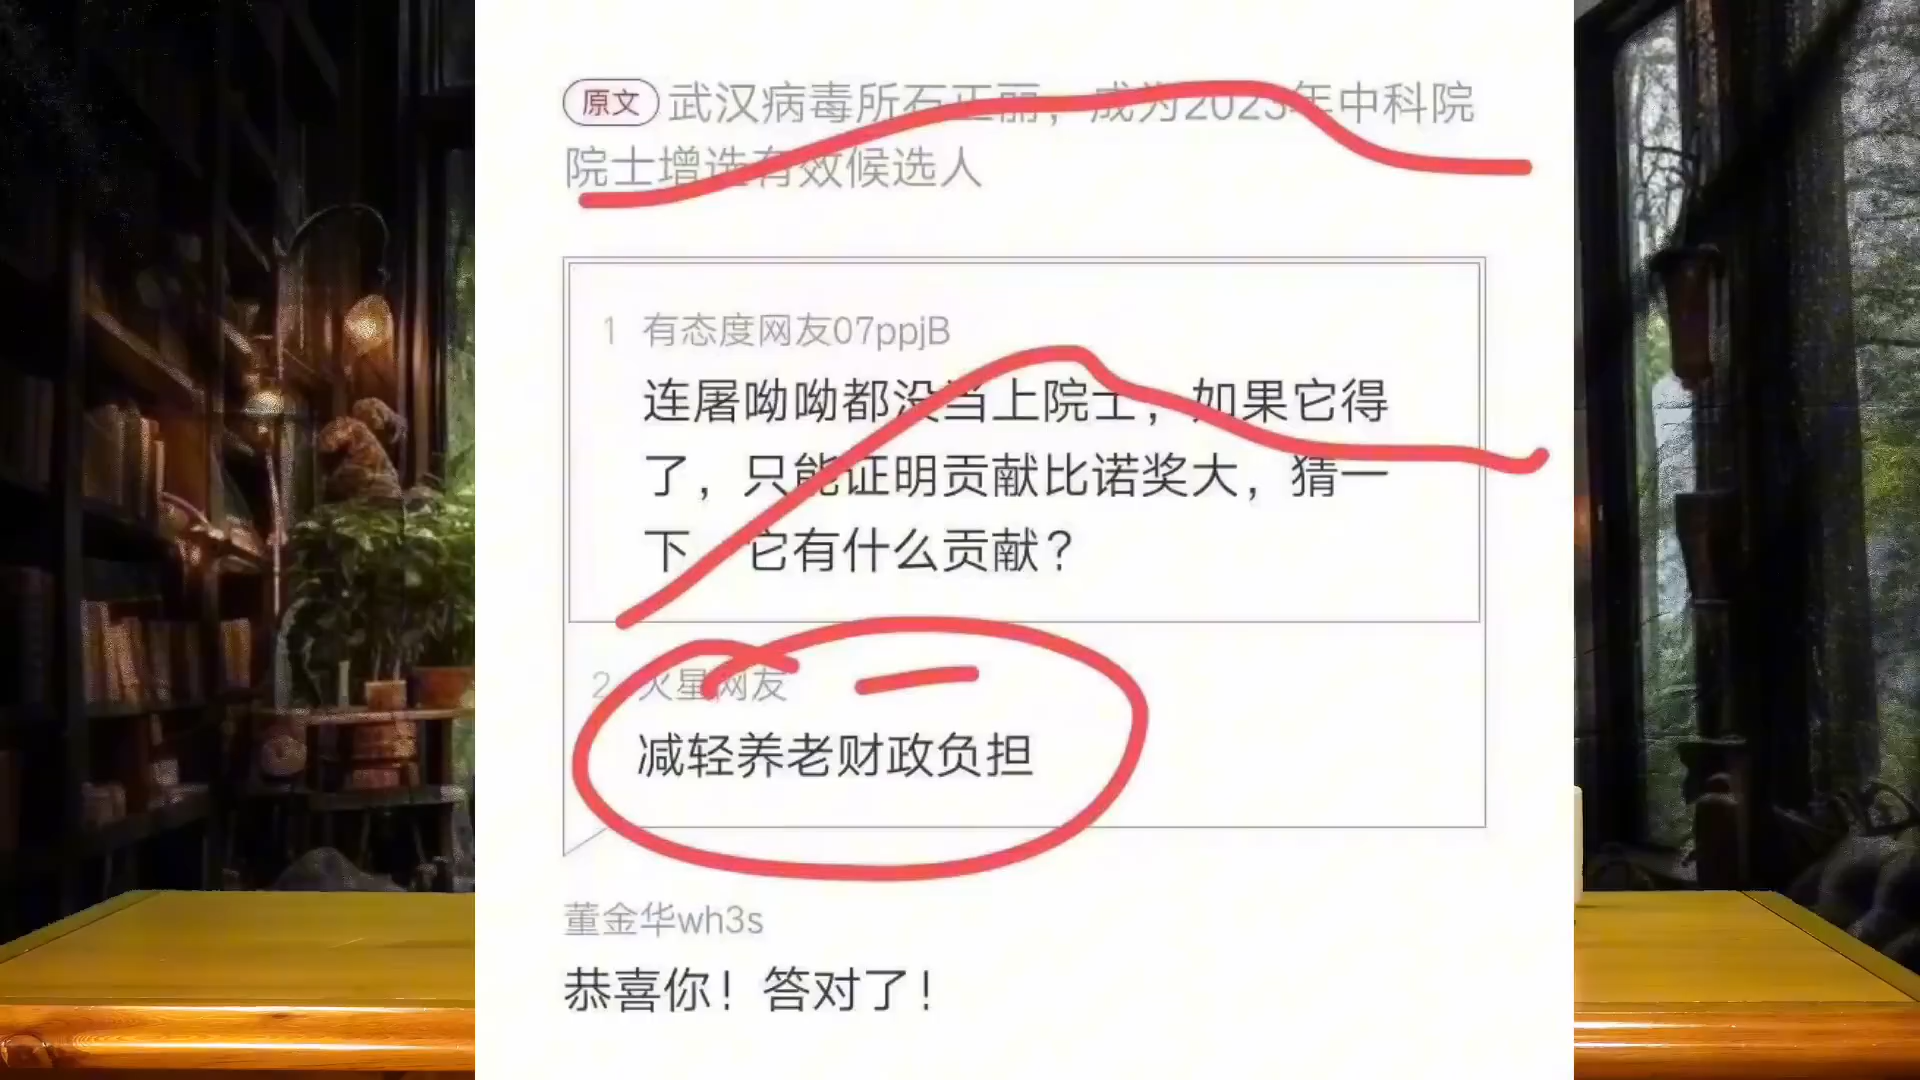 原文 武汉病毒所石正丽，成为2023年中科院
院士增选有效候选人
1 有态度网友07ppjB
连屠呦呦都没当上院士，如果它得
了，只能证明贡献比诺奖大，猜一
下，它有什么贡献？
2 火星网友
减轻养老财政负担
董金华wh3s
恭喜你！答对了！